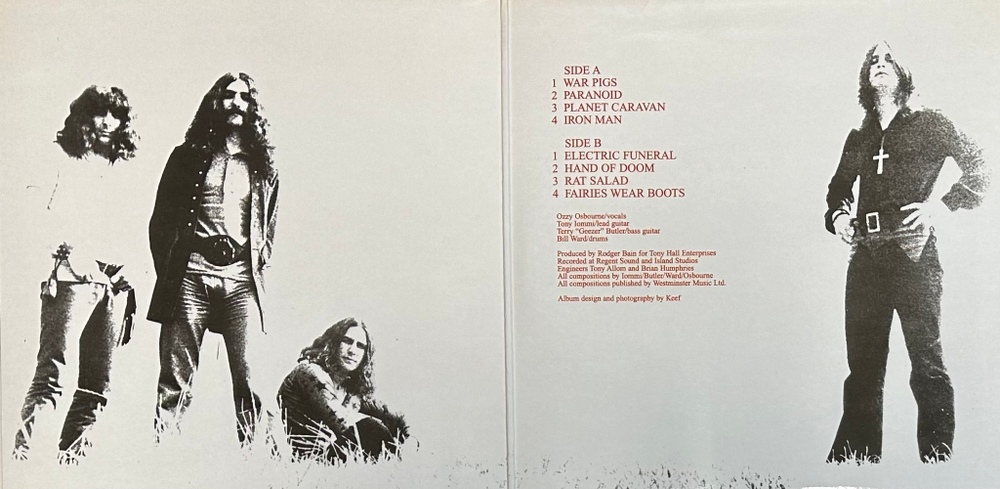 SIDE A
1 WAR PIGS
2 PARANOID
3 PLANET CARAVAN
4 IRON MAN
SIDE B
1 ELECTRIC FUNERAL
2 HAND OF DOOM
3 RAT SALAD
4 FAIRIES WEAR BOOTS
Ozzy Osbourne/vocals
Tony Iommi/lead guitar
Terry "Geezer" Butler/bass guitar
Bill Ward/drums
Produced by Rodger Bain for Tony Hall Enterprises
Recorded at Regent Sound and Island Studios
Engineers Tony Allom and Brian Humphries
All compositions by Iommi/Butler/Ward/Osbourne
All compositions published by Westminster Music Ltd.
Album design and photography by Keef